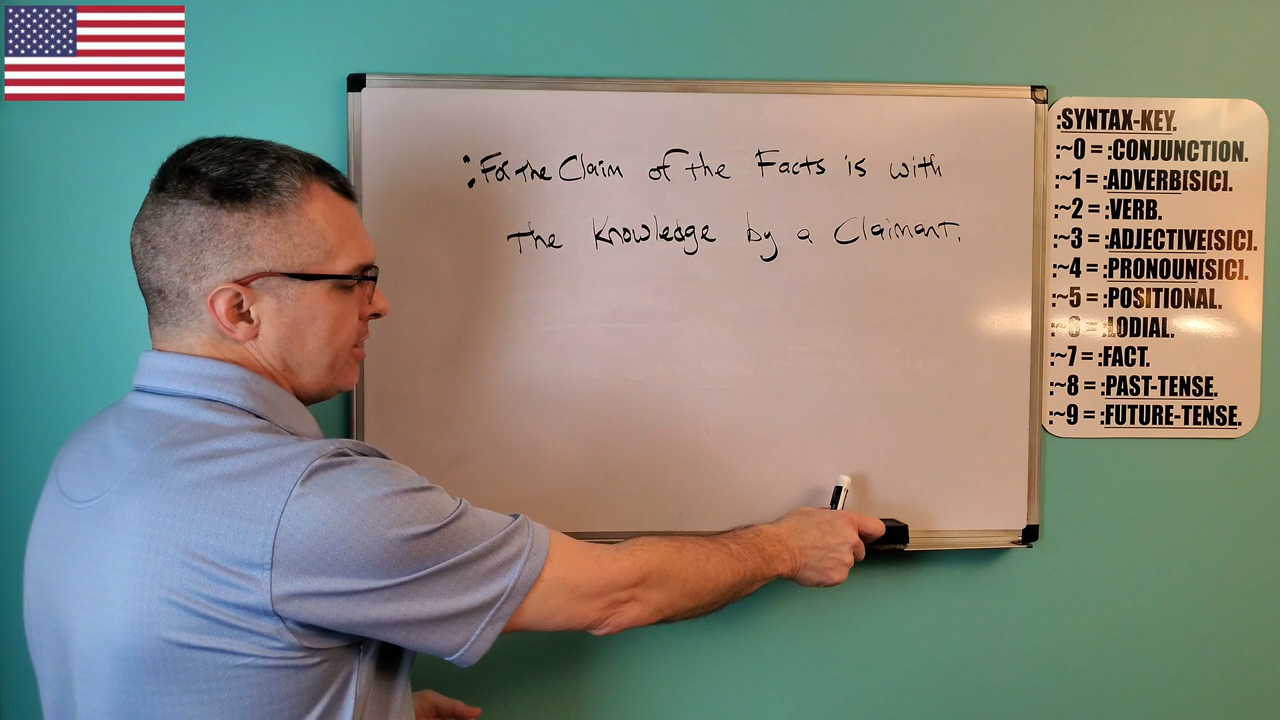 :For the Claim of the Facts is with
the Knowledge by a Claimant.
:SYNTAX-KEY.
:~0 = :CONJUNCTION.
:~1 = :ADVERB[SIC].
:~2 = :VERB.
:~3 = :ADJECTIVE[SIC].
:~4 = :PRONOUN[SIC].
:~5 = :POSITIONAL.
:~6 = :LODIAL.
:~7 = :FACT.
:~8 = :PAST-TENSE.
:~9 = :FUTURE-TENSE.